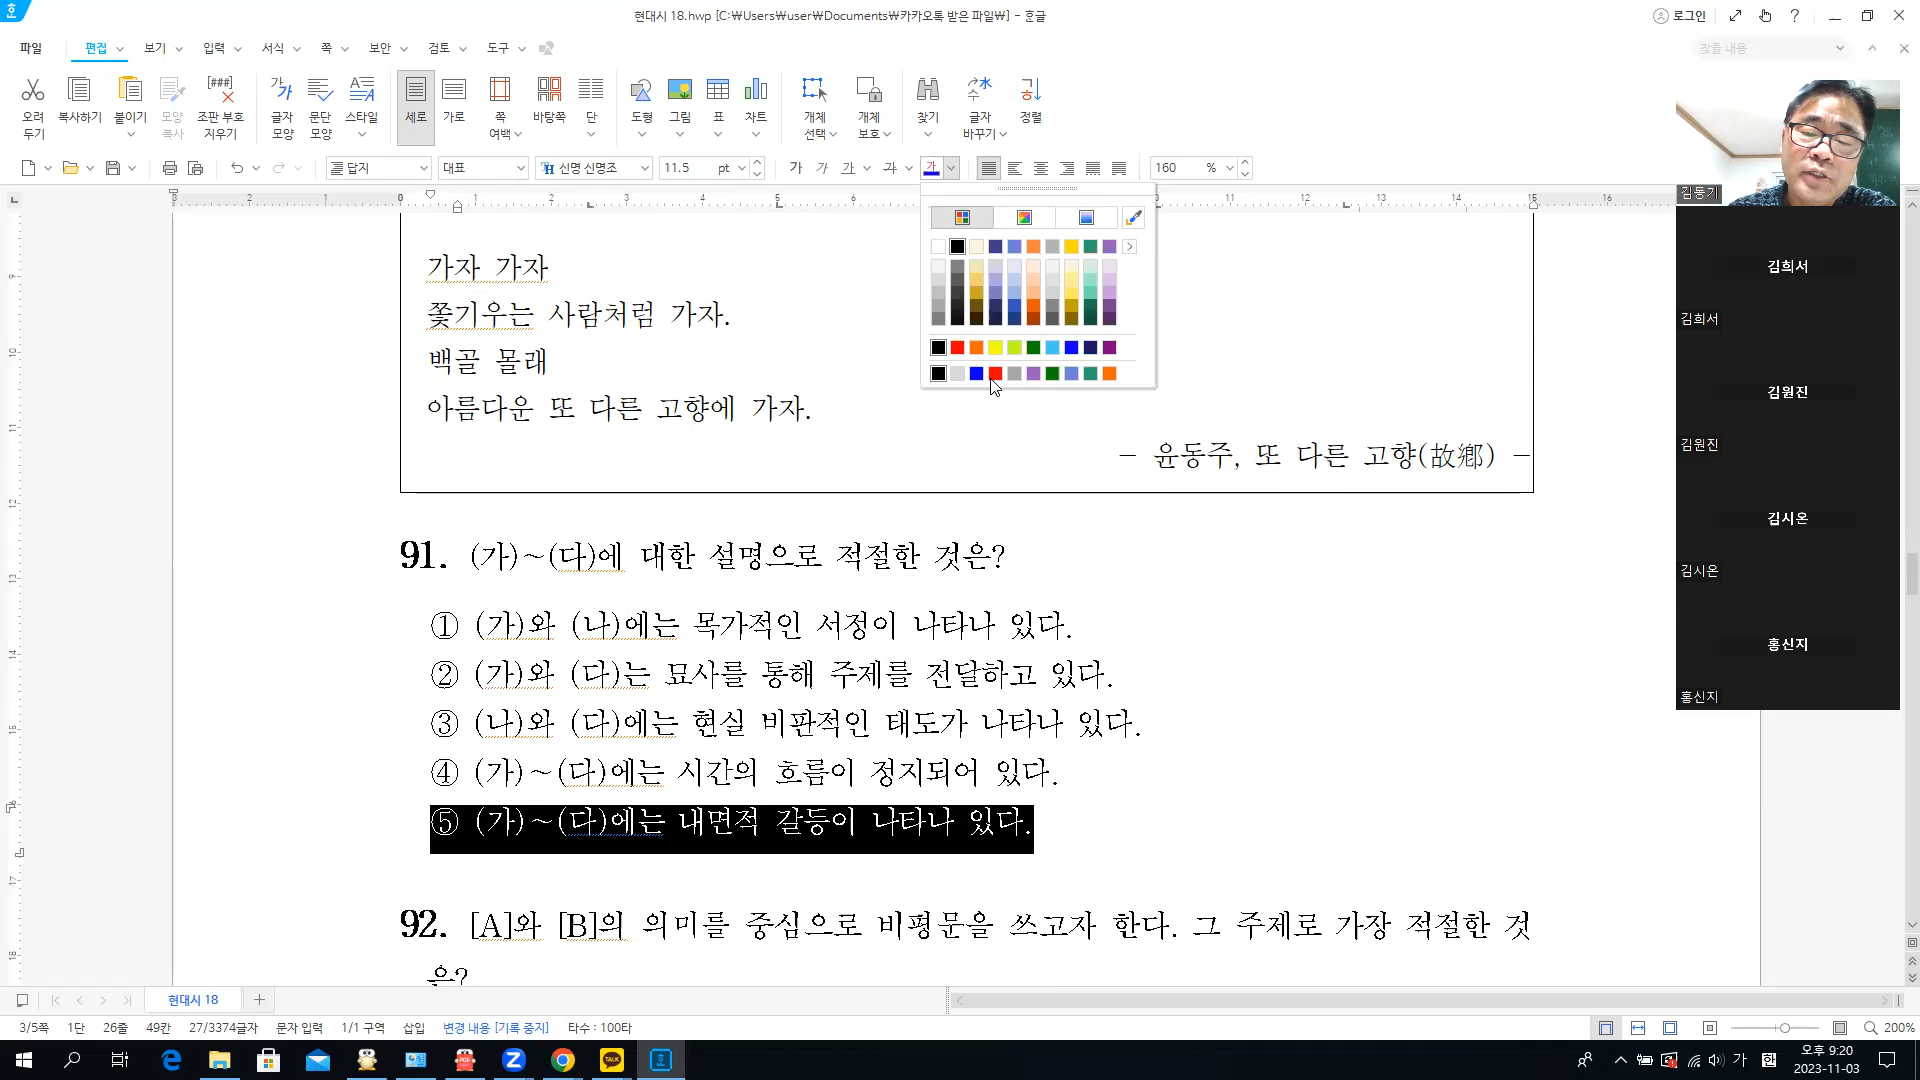 현대시 18.hwp [C:₩Users₩user₩Documents₩카카오톡 받은 파일₩] - 한글
로그인
파일 편집 보기 입력 서식 쪽 보안 검토 도구
찾을 내용
오려 두기 복사하기 붙이기 모양 복사 조판 부호 지우기 글자 모양 문단 모양 스타일 세로 가로 쪽 여백 바탕쪽 단 도형 그림 표 차트 개체 선택 개체 보호 찾기 글자 바꾸기 정렬
답지 대표 신명 신명조 11.5 pt 가 가 가 가 가 160 %
김동기
가자 가자
쫓기우는 사람처럼 가자.
백골 몰래
아름다운 또 다른 고향에 가자.
- 윤동주, 또 다른 고향(故鄕) -
91. (가)~(다)에 대한 설명으로 적절한 것은?
① (가)와 (나)에는 목가적인 서정이 나타나 있다.
② (가)와 (다)는 묘사를 통해 주제를 전달하고 있다.
③ (나)와 (다)에는 현실 비판적인 태도가 나타나 있다.
④ (가)~(다)에는 시간의 흐름이 정지되어 있다.
⑤ (가)~(다)에는 내면적 갈등이 나타나 있다.
92. [A]와 [B]의 의미를 중심으로 비평문을 쓰고자 한다. 그 주제로 가장 적절한 것
은?
김희서
김희서
김원진
김원진
김시온
김시온
홍신지
홍신지
현대시 18
3/5쪽 1단 26줄 49칸 27/3374글자 문자 입력 1/1 구역 삽입 변경 내용 [기록 중지] 타수 : 100타 200%
가 오후 9:20
2023-11-03